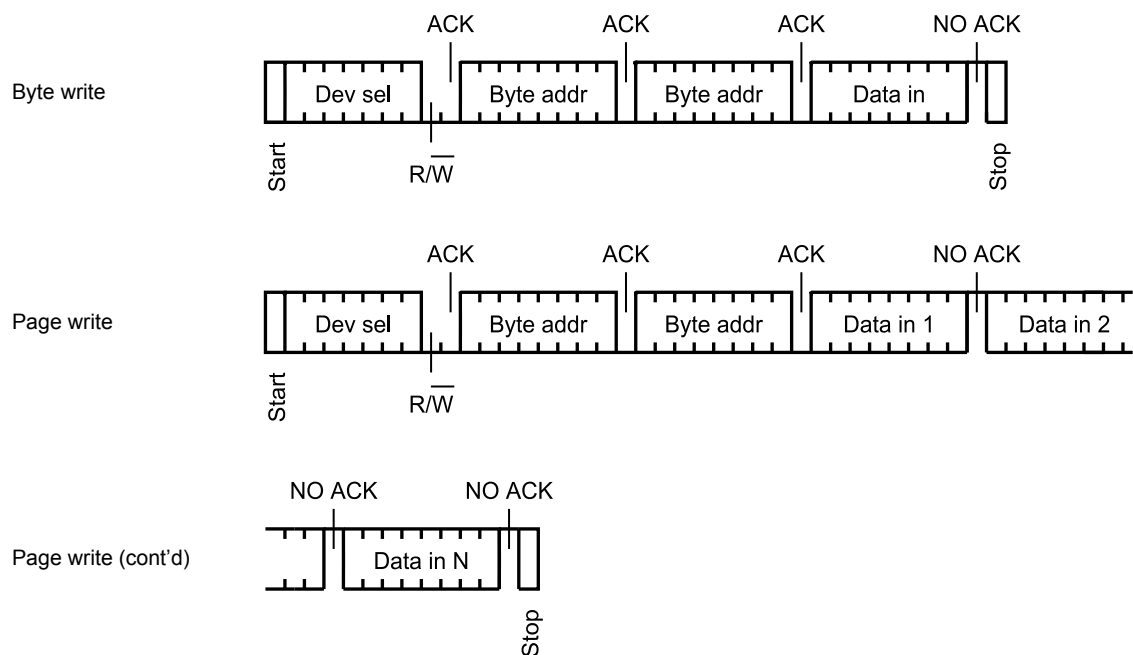 ACK ACK ACK NO ACK
Byte write
Dev sel Byte addr Byte addr Data in
Start
R/W̅
Stop
ACK ACK ACK NO ACK
Page write
Dev sel Byte addr Byte addr Data in 1 Data in 2
Start
R/W̅
NO ACK NO ACK
Page write (cont’d)
Data in N
Stop